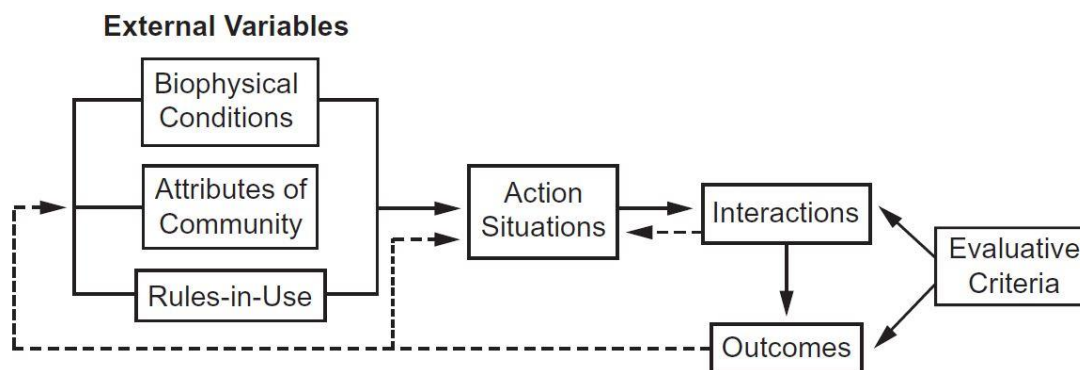 External Variables
Biophysical
Conditions
Attributes of
Community
Rules-in-Use
Action
Situations
Interactions
Outcomes
Evaluative
Criteria